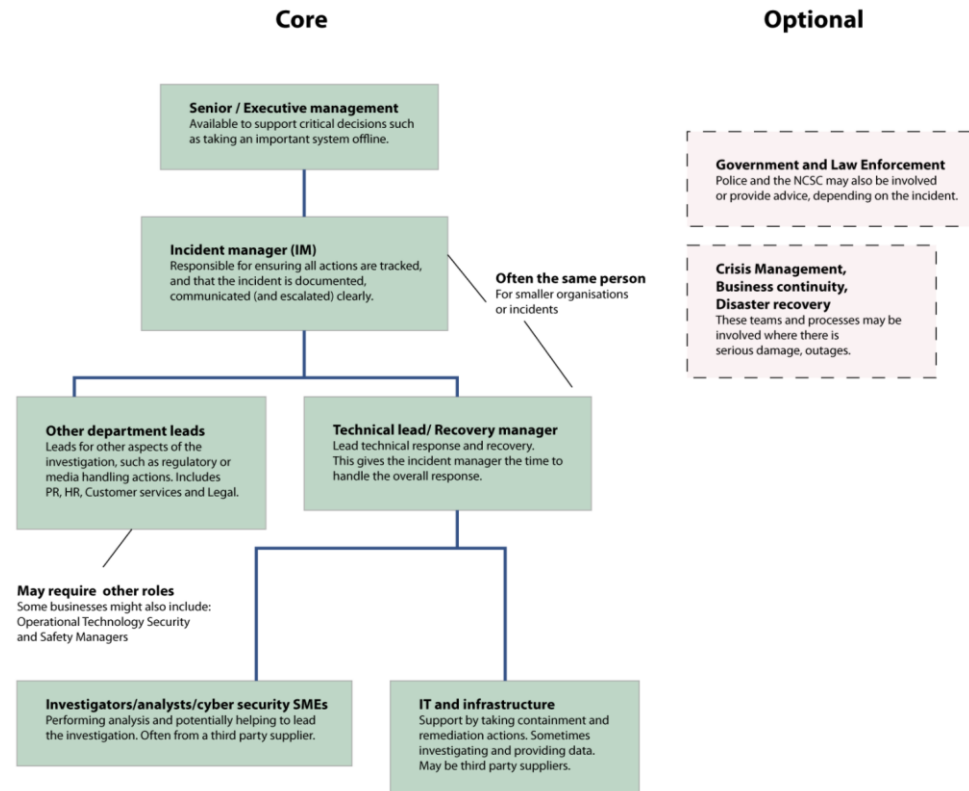 Core
Optional
Senior / Executive management
Available to support critical decisions such
as taking an important system offline.
Government and Law Enforcement
Police and the NCSC may also be involved
or provide advice, depending on the incident.
Incident manager (IM)
Responsible for ensuring all actions are tracked,
and that the incident is documented,
communicated (and escalated) clearly.
Often the same person
For smaller organisations
or incidents
Crisis Management,
Business continuity,
Disaster recovery
These teams and processes may be
involved where there is
serious damage, outages.
Other department leads
Leads for other aspects of the
investigation, such as regulatory or
media handling actions. Includes
PR, HR, Customer services and Legal.
Technical lead/ Recovery manager
Lead technical response and recovery.
This gives the incident manager the time to
handle the overall response.
May require other roles
Some businesses might also include:
Operational Technology Security
and Safety Managers
Investigators/analysts/cyber security SMEs
Performing analysis and potentially helping to lead
the investigation. Often from a third party supplier.
IT and infrastructure
Support by taking containment and
remediation actions. Sometimes
investigating and providing data.
May be third party suppliers.